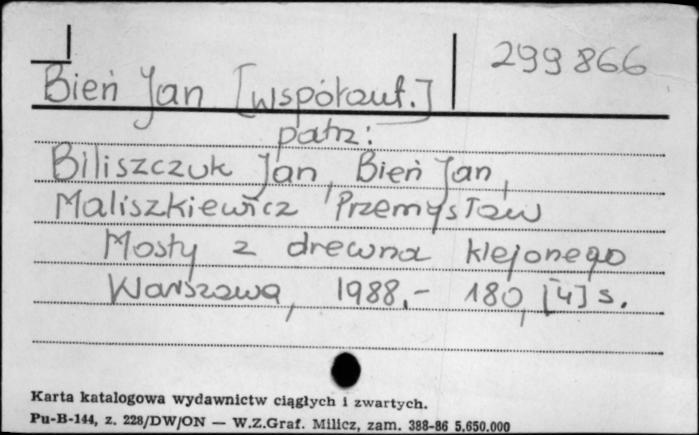 299866
Bień Jan [współaut.]
patrz:
Biliszczuk Jan, Bień Jan,
Maliszkiewicz Przemysław
Mosty z drewna klejonego
Warszawa, 1988.- 180, [4] s.
Karta katalogowa wydawnictw ciągłych i zwartych.
Pu-B-144, z. 228/DW/ON — W.Z.Graf. Milicz, zam. 388-86 5.650.000